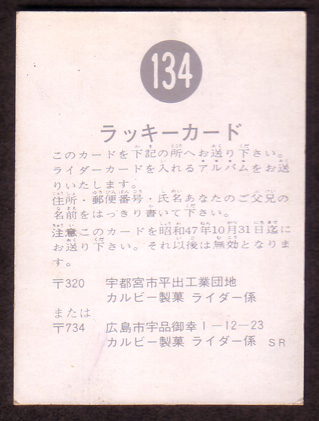 134
ラッキーカード
このカードを下記の所へお送り下さい。
ライダーカードを入れるアルバムをお送
りいたします。
住所・郵便番号・氏名あなたのご父兄の
名前をはっきり書いて下さい。
注意このカードを昭和47年10月31日迄に
お送り下さい。それ以後は無効となりま
す。
〒320 宇都宮市平出工業団地
カルビー製菓 ライダー係
または
〒734 広島市宇品御幸1-12-23
カルビー製菓 ライダー係 SR